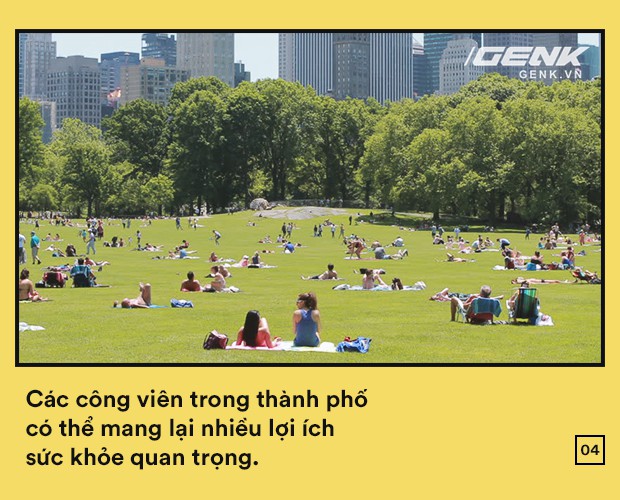 GENK
GENK.VN
Các công viên trong thành phố
có thể mang lại nhiều lợi ích
sức khỏe quan trọng.
04